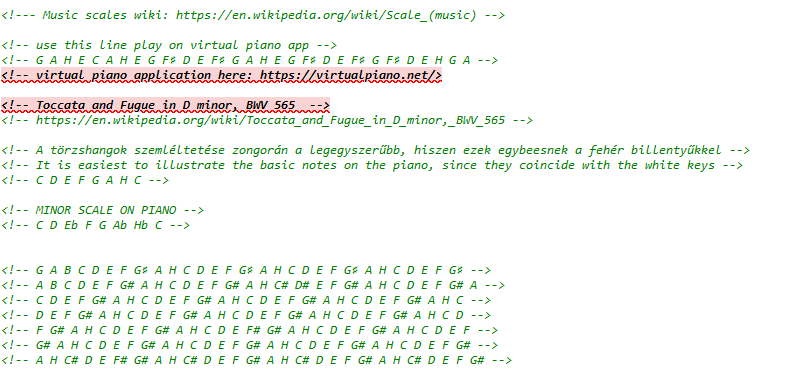 <!--- Music scales wiki: https://en.wikipedia.org/wiki/Scale_(music) -->
<!-- use this line play on virtual piano app -->
<!-- G A H E C A H E G F♯ D E F♯ G A H E G F♯ D E F♯ G F♯ D E H G A -->
<!-- virtual piano application here: https://virtualpiano.net/>
<!-- Toccata and Fugue in D minor, BWV 565  -->
<!-- https://en.wikipedia.org/wiki/Toccata_and_Fugue_in_D_minor,_BWV_565 -->
<!-- A törzshangok szemléltetése zongorán a legegyszerűbb, hiszen ezek egybeesnek a fehér billentyűkkel -->
<!-- It is easiest to illustrate the basic notes on the piano, since they coincide with the white keys -->
<!-- C D E F G A H C -->
<!-- MINOR SCALE ON PIANO -->
<!-- C D Eb F G Ab Hb C -->
<!-- G A B C D E F G♯ A H C D E F G♯ A H C D E F G♯ A H C D E F G♯ -->
<!-- A B C D E F G# A H C D E F G# A H C# D# E F G# A H C D E F G# A -->
<!-- C D E F G# A H C D E F G# A H C D E F G# A H C D E F G# A H C -->
<!-- D E F G# A H C D E F G# A H C D E F G# A H C D E F G# A H C D -->
<!-- F G# A H C D E F G# A H C D E F# G# A H C D E F G# A H C D E F -->
<!-- G# A H C D E F G# A H C D E F G# A H C D E F G# A H C D E F G# -->
<!-- A H C# D E F# G# A H C# D E F G# A H C# D E F G# A H C# D E F G# -->